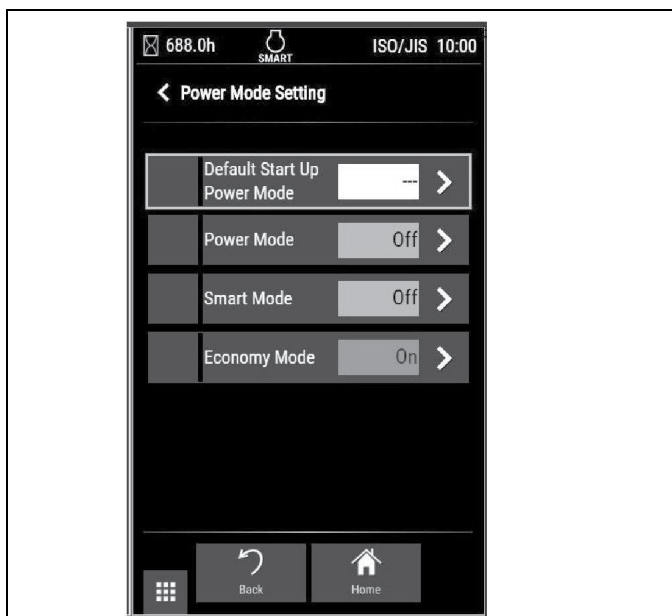 688.0h SMART ISO/JIS 10:00
Power Mode Setting
Default Start Up
Power Mode ---
Power Mode Off
Smart Mode Off
Economy Mode On
Back Home